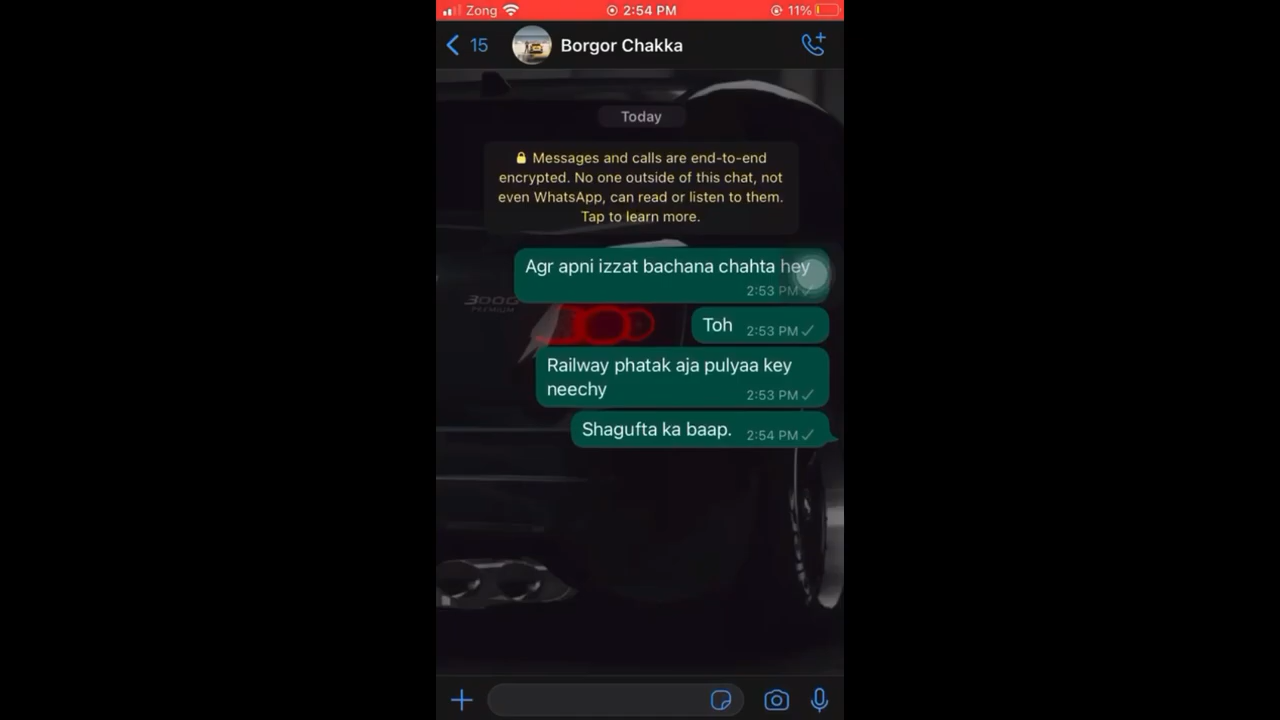 Zong 2:54 PM 11%
15 Borgor Chakka
Today
Messages and calls are end-to-end
encrypted. No one outside of this chat, not
even WhatsApp, can read or listen to them.
Tap to learn more.
Agr apni izzat bachana chahta hey
2:53 PM
3000
PREMIUM
Toh 2:53 PM
Railway phatak aja pulyaa key
neechy 2:53 PM
Shagufta ka baap. 2:54 PM